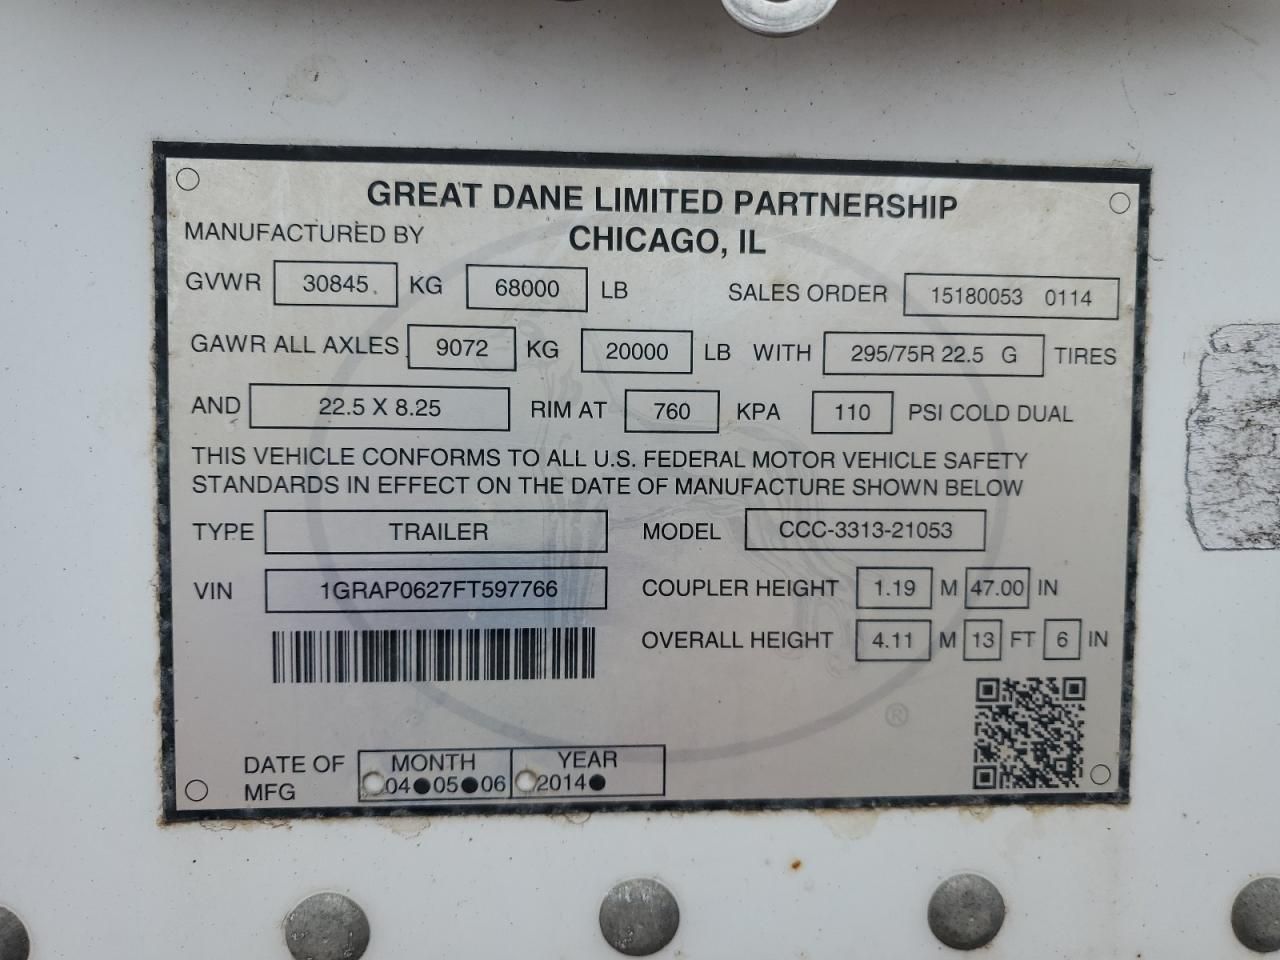 GREAT DANE LIMITED PARTNERSHIP
MANUFACTURED BY CHICAGO, IL
GVWR 30845 KG 68000 LB SALES ORDER 15180053 0114
GAWR ALL AXLES 9072 KG 20000 LB WITH 295/75R 22.5 G TIRES
AND 22.5 X 8.25 RIM AT 760 KPA 110 PSI COLD DUAL
THIS VEHICLE CONFORMS TO ALL U.S. FEDERAL MOTOR VEHICLE SAFETY
STANDARDS IN EFFECT ON THE DATE OF MANUFACTURE SHOWN BELOW
TYPE TRAILER MODEL CCC-3313-21053
VIN 1GRAP0627FT597766 COUPLER HEIGHT 1.19 M 47.00 IN
OVERALL HEIGHT 4.11 M 13 FT 6 IN
®
DATE OF MONTH YEAR
MFG 04●05●06 2014●